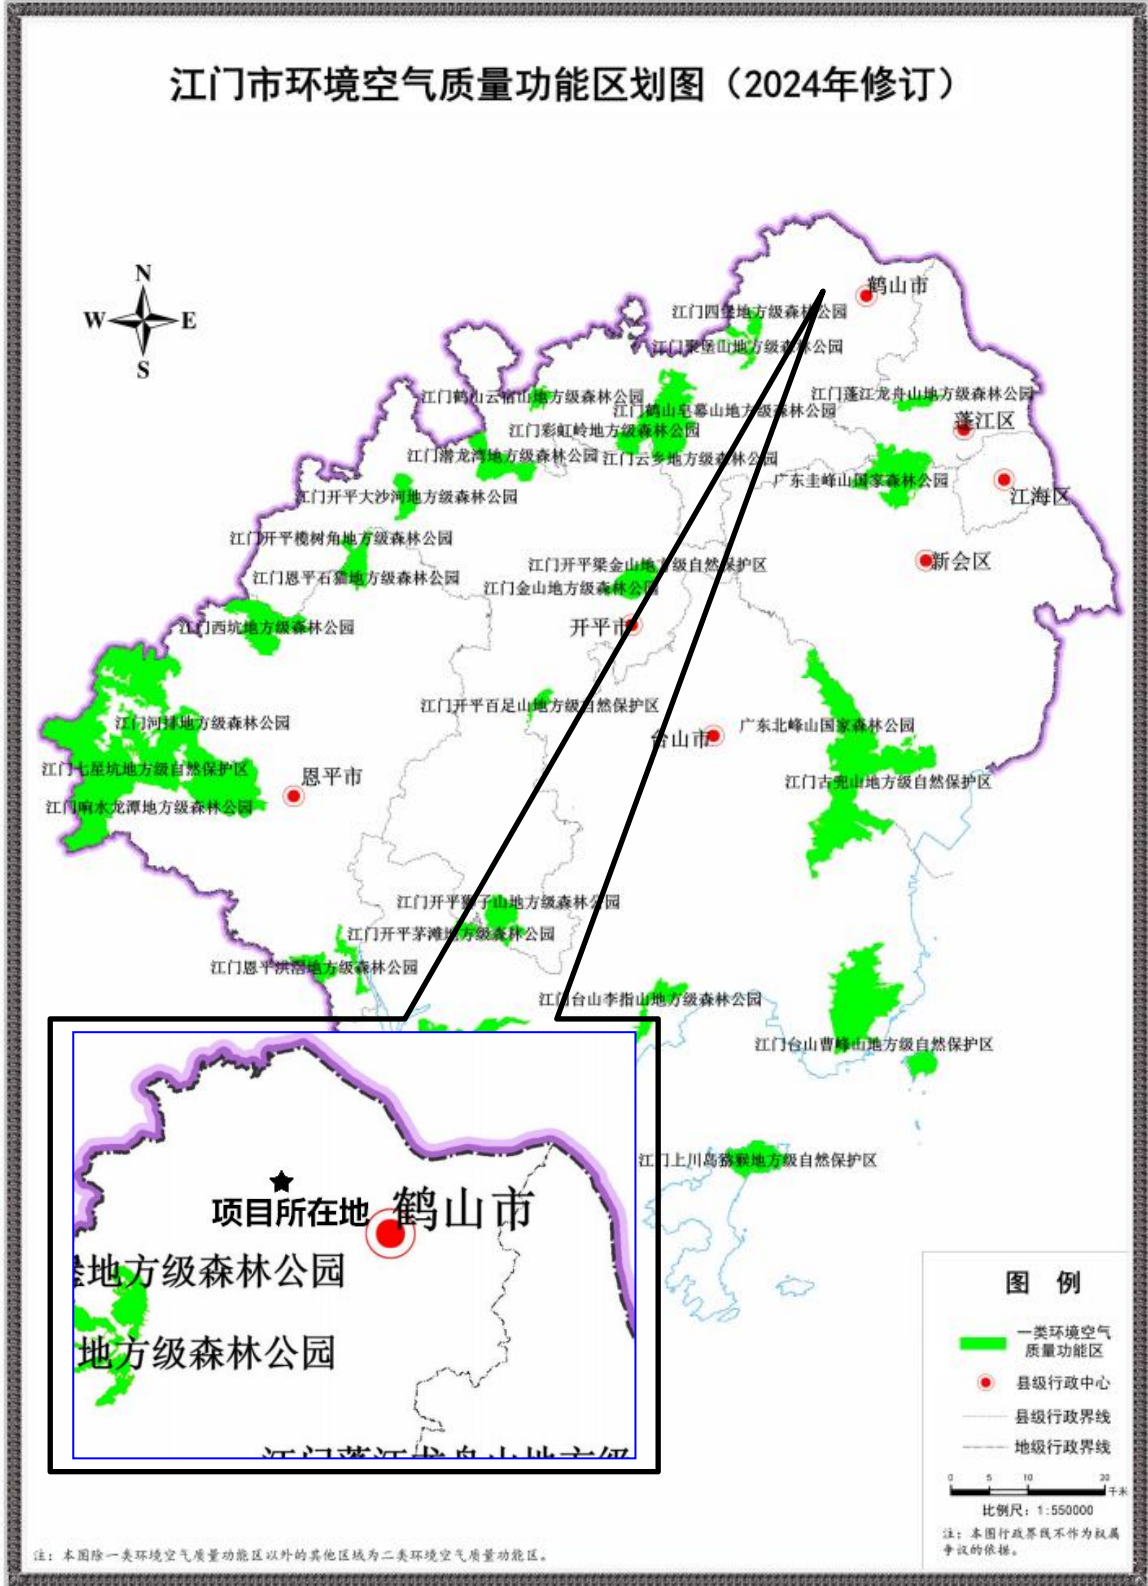 江门市环境空气质量功能区划图（2024年修订）
N
W
E
S
鹤山市
江门四堡地方级森林公园
江门聚堡山地方级森林公园
江门鹤山云宿山地方级森林公园
江门鹤山皂幕山地方级森林公园
江门蓬江龙舟山地方级森林公园
蓬江区
江门彩虹岭地方级森林公园
江门潜龙湾地方级森林公园
江门云乡地方级森林公园
广东圭峰山国家森林公园
江海区
江门开平大沙河地方级森林公园
江门开平榄树角地方级森林公园
江门恩平石猫地方级森林公园
江门开平梁金山地方级自然保护区
江门金山地方级森林公园
新会区
江门西坑地方级森林公园
开平市
江门开平百足山地方级自然保护区
江门河排地方级森林公园
台山市
广东北峰山国家森林公园
江门七星坑地方级自然保护区
恩平市
江门古兜山地方级自然保护区
江门响水龙潭地方级森林公园
江门开平狮子山地方级森林公园
江门开平茅滩地方级森林公园
江门恩平洪滘地方级森林公园
江门台山李指山地方级森林公园
江门台山曹峰山地方级自然保护区
江门上川岛猕猴地方级自然保护区
项目所在地
鹤山市
堡地方级森林公园
地方级森林公园
江门蓬江龙舟山地方级
图 例
一类环境空气
质量功能区
县级行政中心
县级行政界线
地级行政界线
0 5 10 20
千米
比例尺：1:550000
注：本图行政界线不作为权属
争议的依据。
注：本图除一类环境空气质量功能区以外的其他区域为二类环境空气质量功能区。